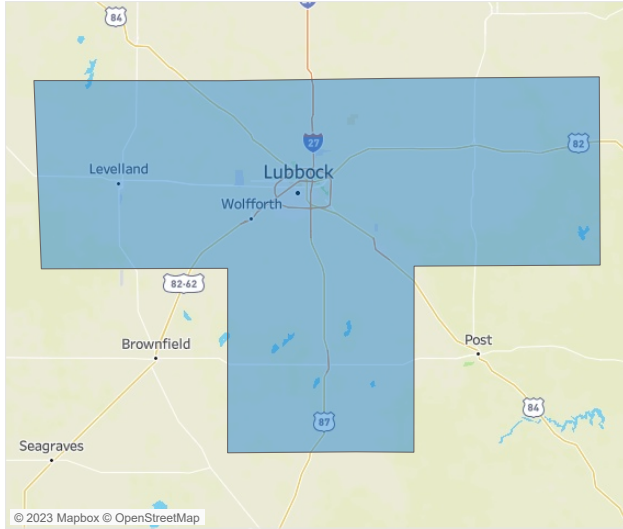 84
27
82
Levelland
Lubbock
Wolfforth
82-62
Brownfield
Post
87
84
Seagraves
© 2023 Mapbox © OpenStreetMap